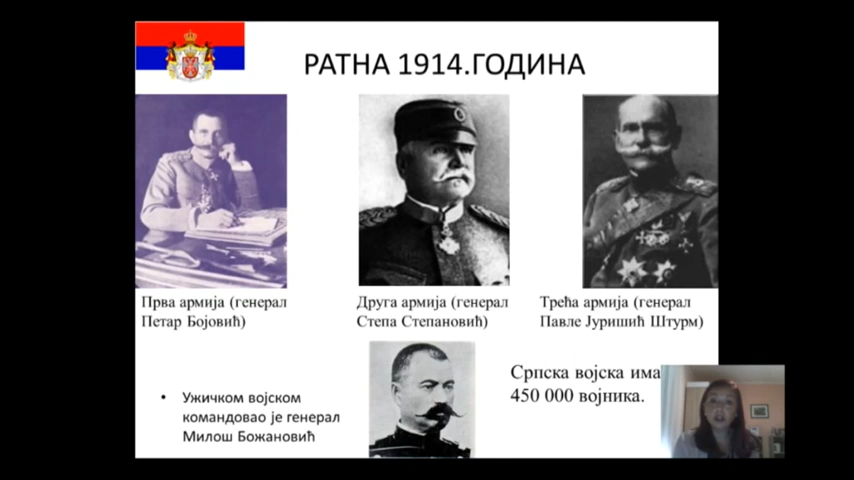 РАТНА 1914.ГОДИНА
Прва армија (генерал
Петар Бојовић)
Друга армија (генерал
Степа Степановић)
Трећа армија (генерал
Павле Јуришић Штурм)
• Ужичком војском
командовао је генерал
Милош Божановић
Српска војска има
450 000 војника.